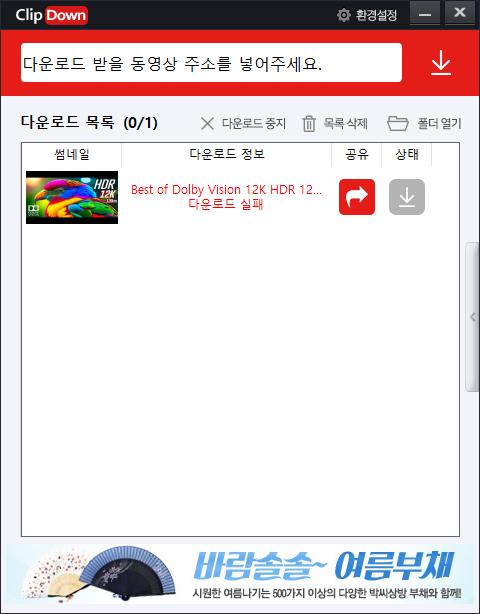 Clip Down
환경설정
다운로드 받을 동영상 주소를 넣어주세요.
다운로드 목록 (0/1)
다운로드 중지
목록 삭제
폴더 열기
썸네일 다운로드 정보 공유 상태
HDR
12K
Best of Dolby Vision 12K HDR 12...
다운로드 실패
바람솔솔~ 여름부채
시원한 여름나기는 500가지 이상의 다양한 박씨상방 부채와 함께!